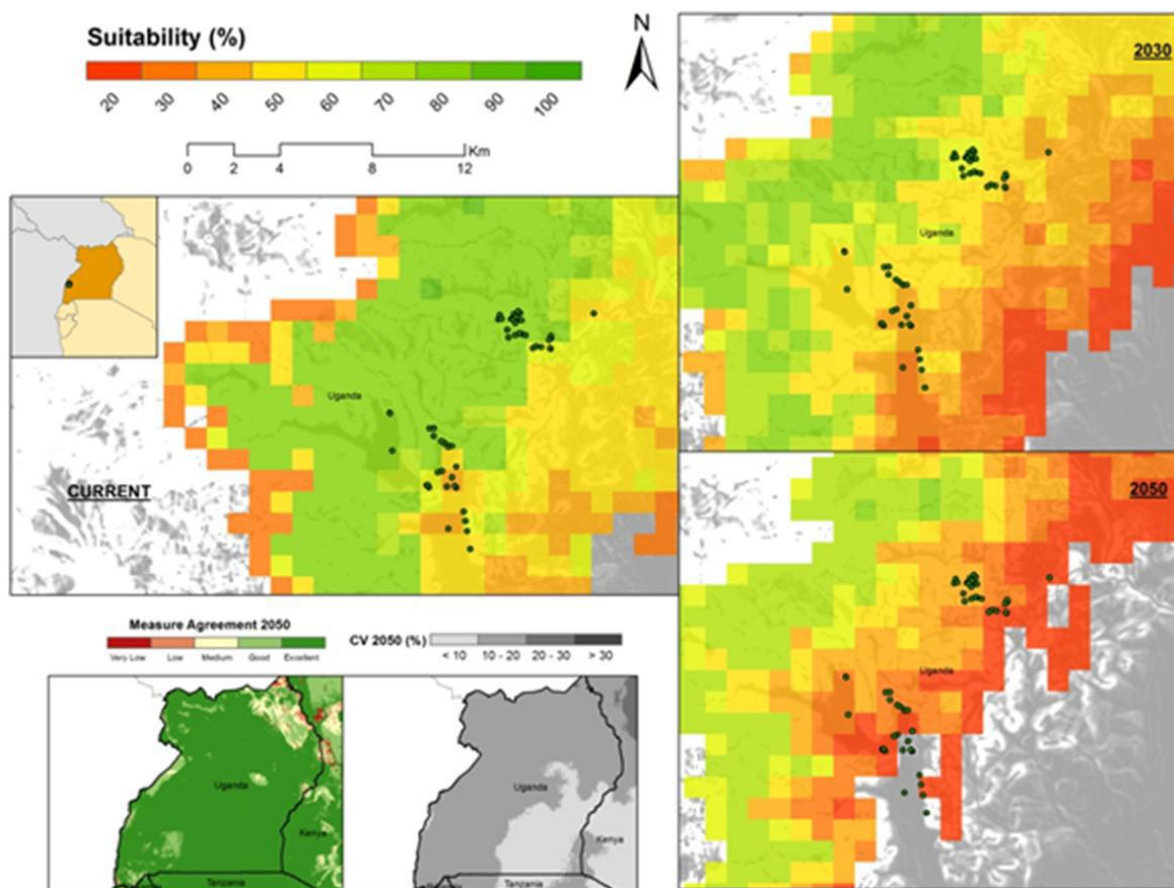 Suitability (%)
20 30 40 50 60 70 80 90 100
N
Km
0 2 4 8 12
2030
Uganda
Uganda
CURRENT
2050
Uganda
Measure Agreement 2050
Very Low Low Medium Good Excellent
CV 2050 (%)
< 10 10 - 20 20 - 30 > 30
Uganda
Kenya
Tanzania
Uganda
Kenya
Tanzania